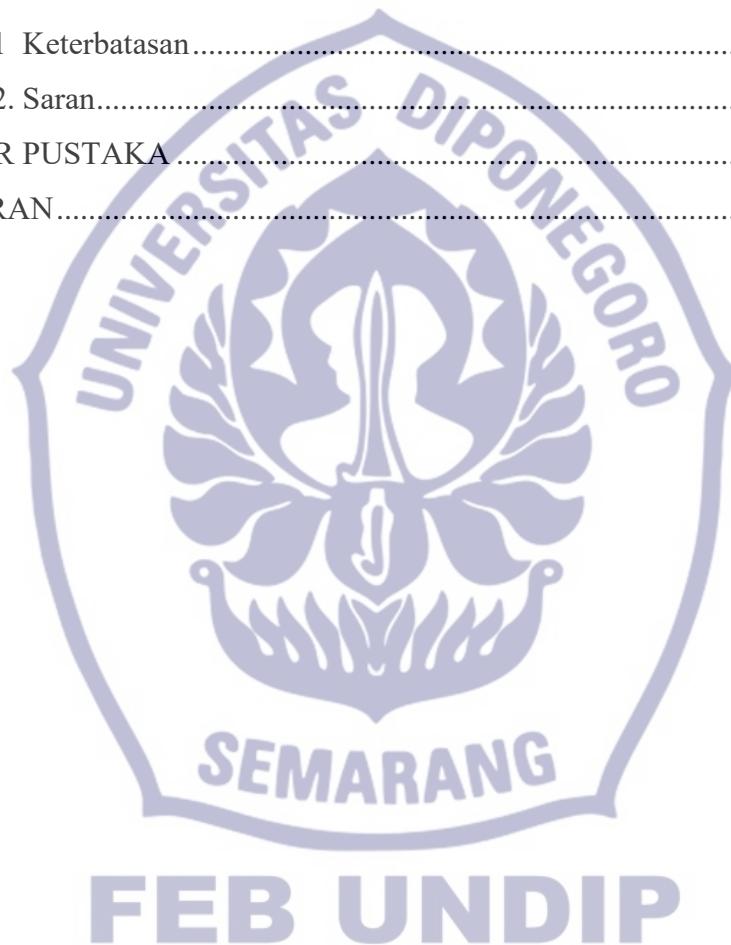 1 Keterbatasan..............................................................................
2. Saran..........................................................................................
R PUSTAKA..............................................................................
RAN..............................................................................................
UNIVERSITAS DIPONEGORO
SEMARANG
FEB UNDIP